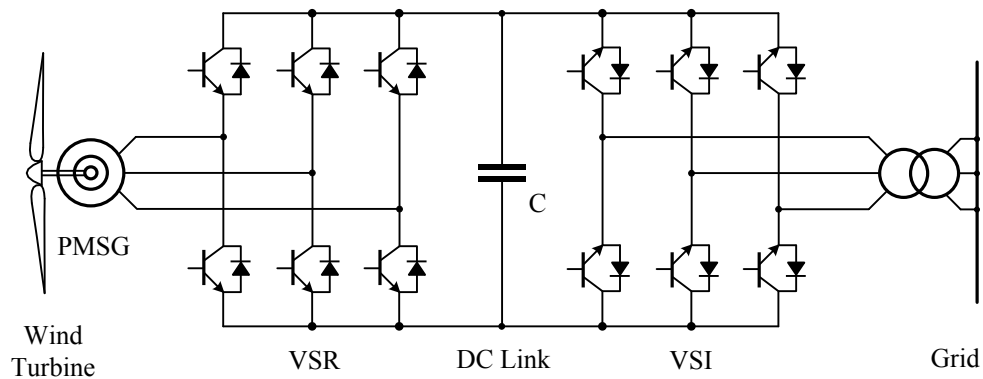 C
PMSG
Wind
Turbine
VSR
DC Link
VSI
Grid